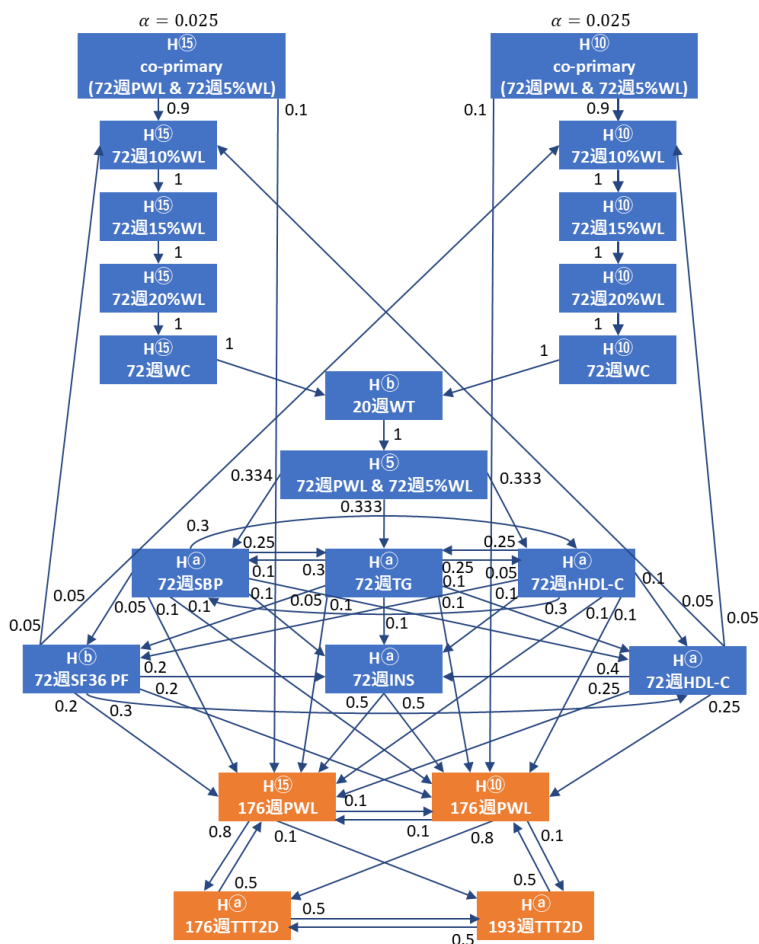 α = 0.025
α = 0.025
H⑮
co-primary
(72週PWL & 72週5%WL)
H⑩
co-primary
(72週PWL & 72週5%WL)
0.9
0.1
0.1
0.9
H⑮
72週10%WL
H⑩
72週10%WL
1
1
H⑮
72週15%WL
H⑩
72週15%WL
1
1
H⑮
72週20%WL
H⑩
72週20%WL
1
1
H⑮
72週WC
H⑩
72週WC
1
1
Hⓑ
20週WT
1
H⑤
72週PWL & 72週5%WL
0.334
0.333
0.333
0.3
0.25
0.25
Hⓐ
72週SBP
Hⓐ
72週TG
Hⓐ
72週nHDL-C
0.1
0.3
0.25
0.1
0.05
0.1
0.05
0.05
0.05
0.05
0.05
0.1
0.1
0.1
0.05
0.1
0.1
0.1
0.3
0.1
0.1
0.1
Hⓑ
72週SF36 PF
Hⓐ
72週INS
Hⓐ
72週HDL-C
0.2
0.2
0.4
0.25
0.2
0.3
0.5
0.5
0.25
H⑮
176週PWL
H⑩
176週PWL
0.1
0.1
0.8
0.1
0.8
0.1
0.5
0.5
Hⓐ
176週TTT2D
Hⓐ
193週TTT2D
0.5
0.5